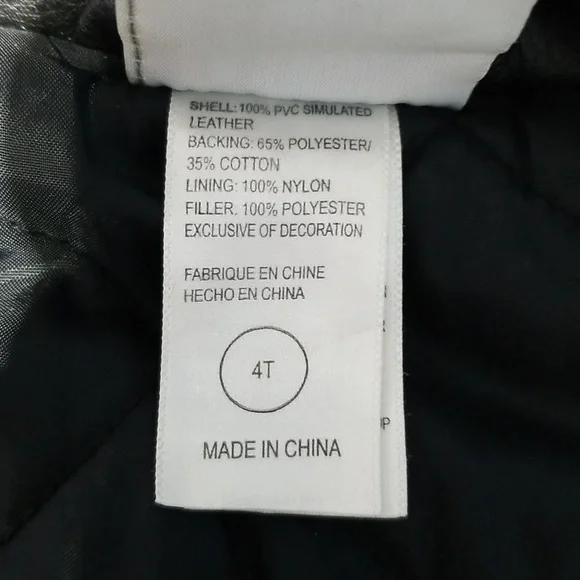 SHELL: 100% PVC SIMULATED
LEATHER
BACKING: 65% POLYESTER/
35% COTTON
LINING: 100% NYLON
FILLER. 100% POLYESTER
EXCLUSIVE OF DECORATION
FABRIQUE EN CHINE
HECHO EN CHINA
4T
MADE IN CHINA